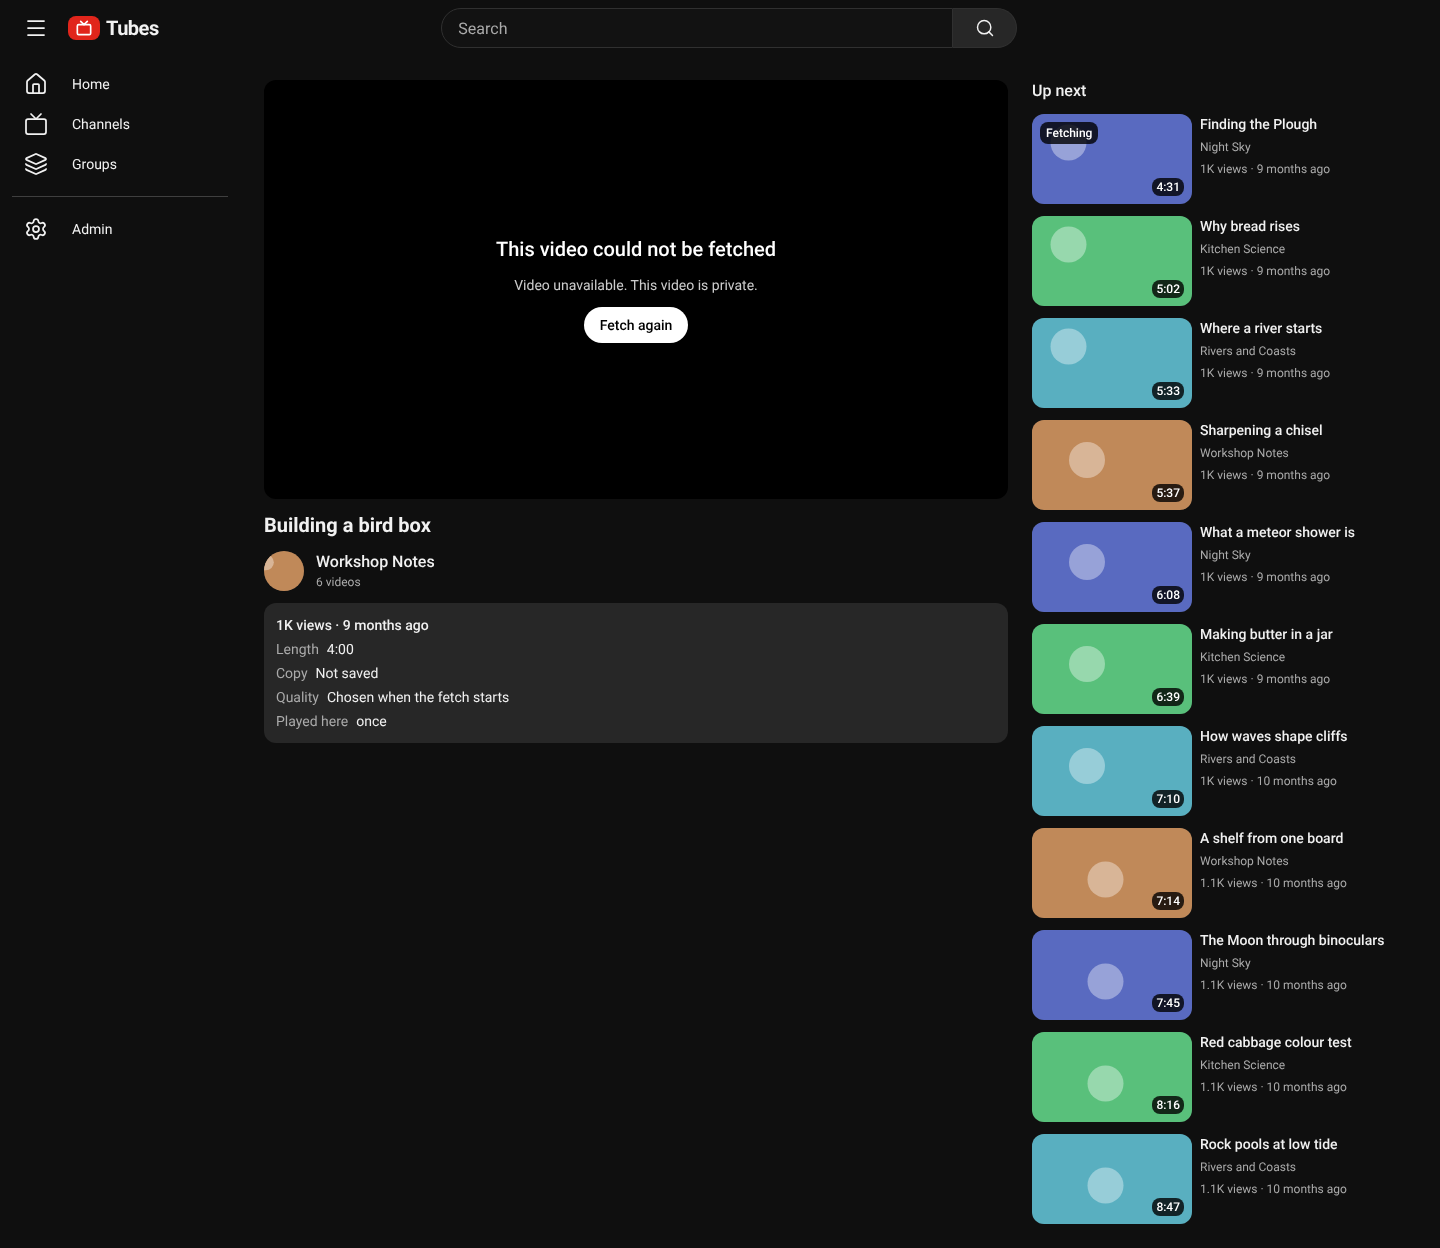 Tubes
Search
Home
Channels
Groups
Admin
This video could not be fetched
Video unavailable. This video is private.
Fetch again
Building a bird box
Workshop Notes
6 videos
1K views · 9 months ago
Length 4:00
Copy Not saved
Quality Chosen when the fetch starts
Played here once
Up next
Fetching
4:31
Finding the Plough
Night Sky
1K views · 9 months ago
5:02
Why bread rises
Kitchen Science
1K views · 9 months ago
5:33
Where a river starts
Rivers and Coasts
1K views · 9 months ago
5:37
Sharpening a chisel
Workshop Notes
1K views · 9 months ago
6:08
What a meteor shower is
Night Sky
1K views · 9 months ago
6:39
Making butter in a jar
Kitchen Science
1K views · 9 months ago
7:10
How waves shape cliffs
Rivers and Coasts
1K views · 10 months ago
7:14
A shelf from one board
Workshop Notes
1.1K views · 10 months ago
7:45
The Moon through binoculars
Night Sky
1.1K views · 10 months ago
8:16
Red cabbage colour test
Kitchen Science
1.1K views · 10 months ago
8:47
Rock pools at low tide
Rivers and Coasts
1.1K views · 10 months ago